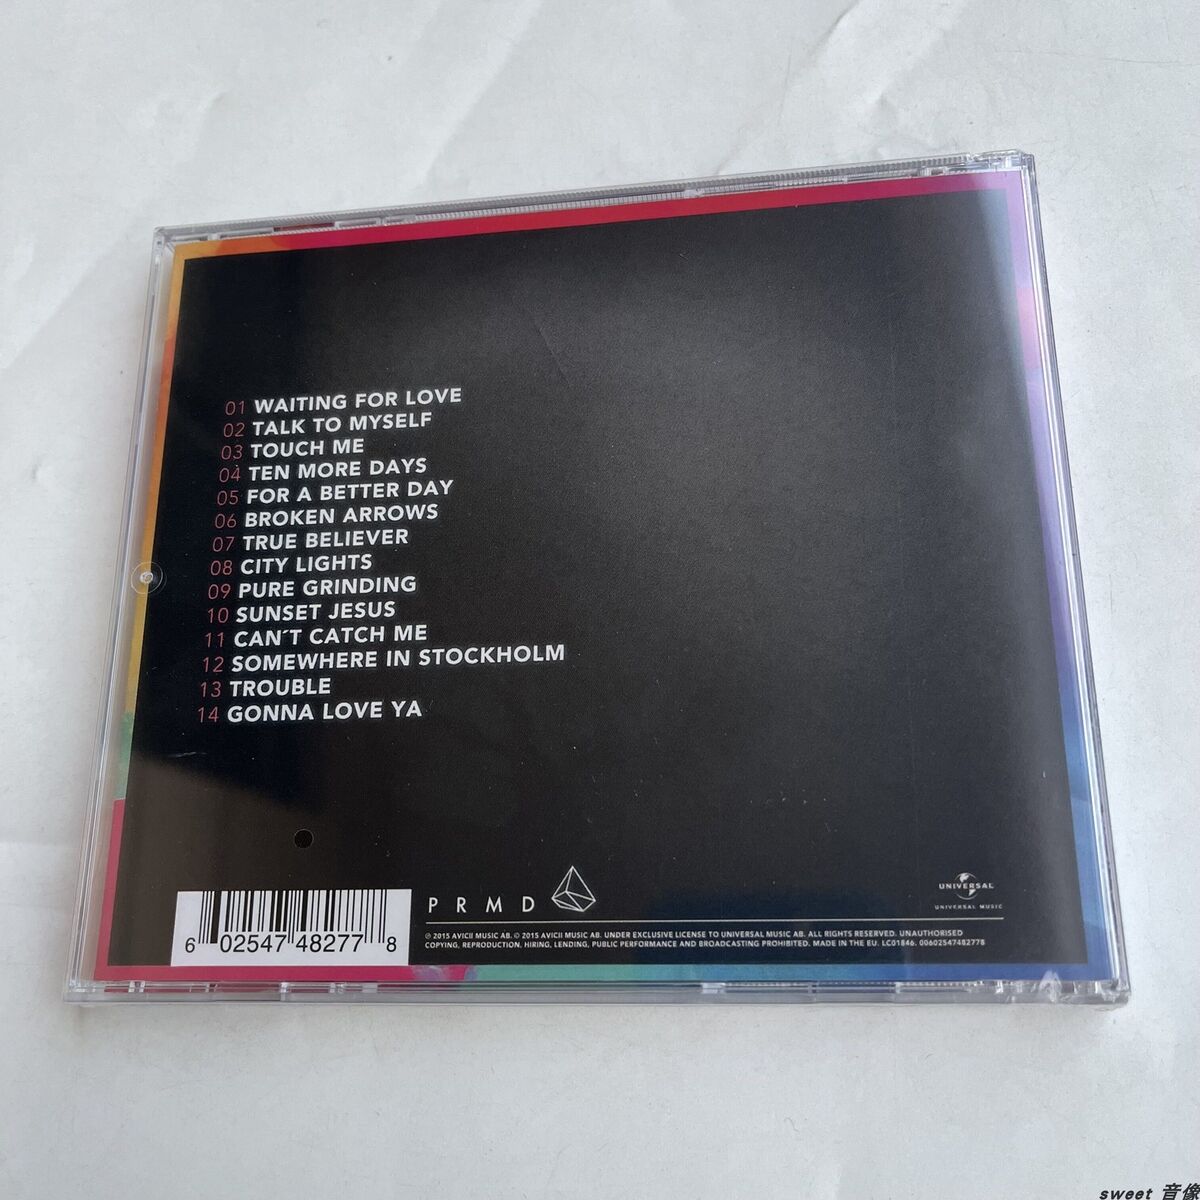 01 WAITING FOR LOVE
02 TALK TO MYSELF
03 TOUCH ME
04 TEN MORE DAYS
05 FOR A BETTER DAY
06 BROKEN ARROWS
07 TRUE BELIEVER
08 CITY LIGHTS
09 PURE GRINDING
10 SUNSET JESUS
11 CAN´T CATCH ME
12 SOMEWHERE IN STOCKHOLM
13 TROUBLE
14 GONNA LOVE YA
6 02547 48277 8
PRMD
UNIVERSAL
UNIVERSAL MUSIC
℗ 2015 AVICII MUSIC AB. © 2015 AVICII MUSIC AB. UNDER EXCLUSIVE LICENSE TO UNIVERSAL MUSIC AB. ALL RIGHTS RESERVED. UNAUTHORISED
COPYING, REPRODUCTION, HIRING, LENDING, PUBLIC PERFORMANCE AND BROADCASTING PROHIBITED. MADE IN THE EU. LC01846. 00602547482778
sweet 音像